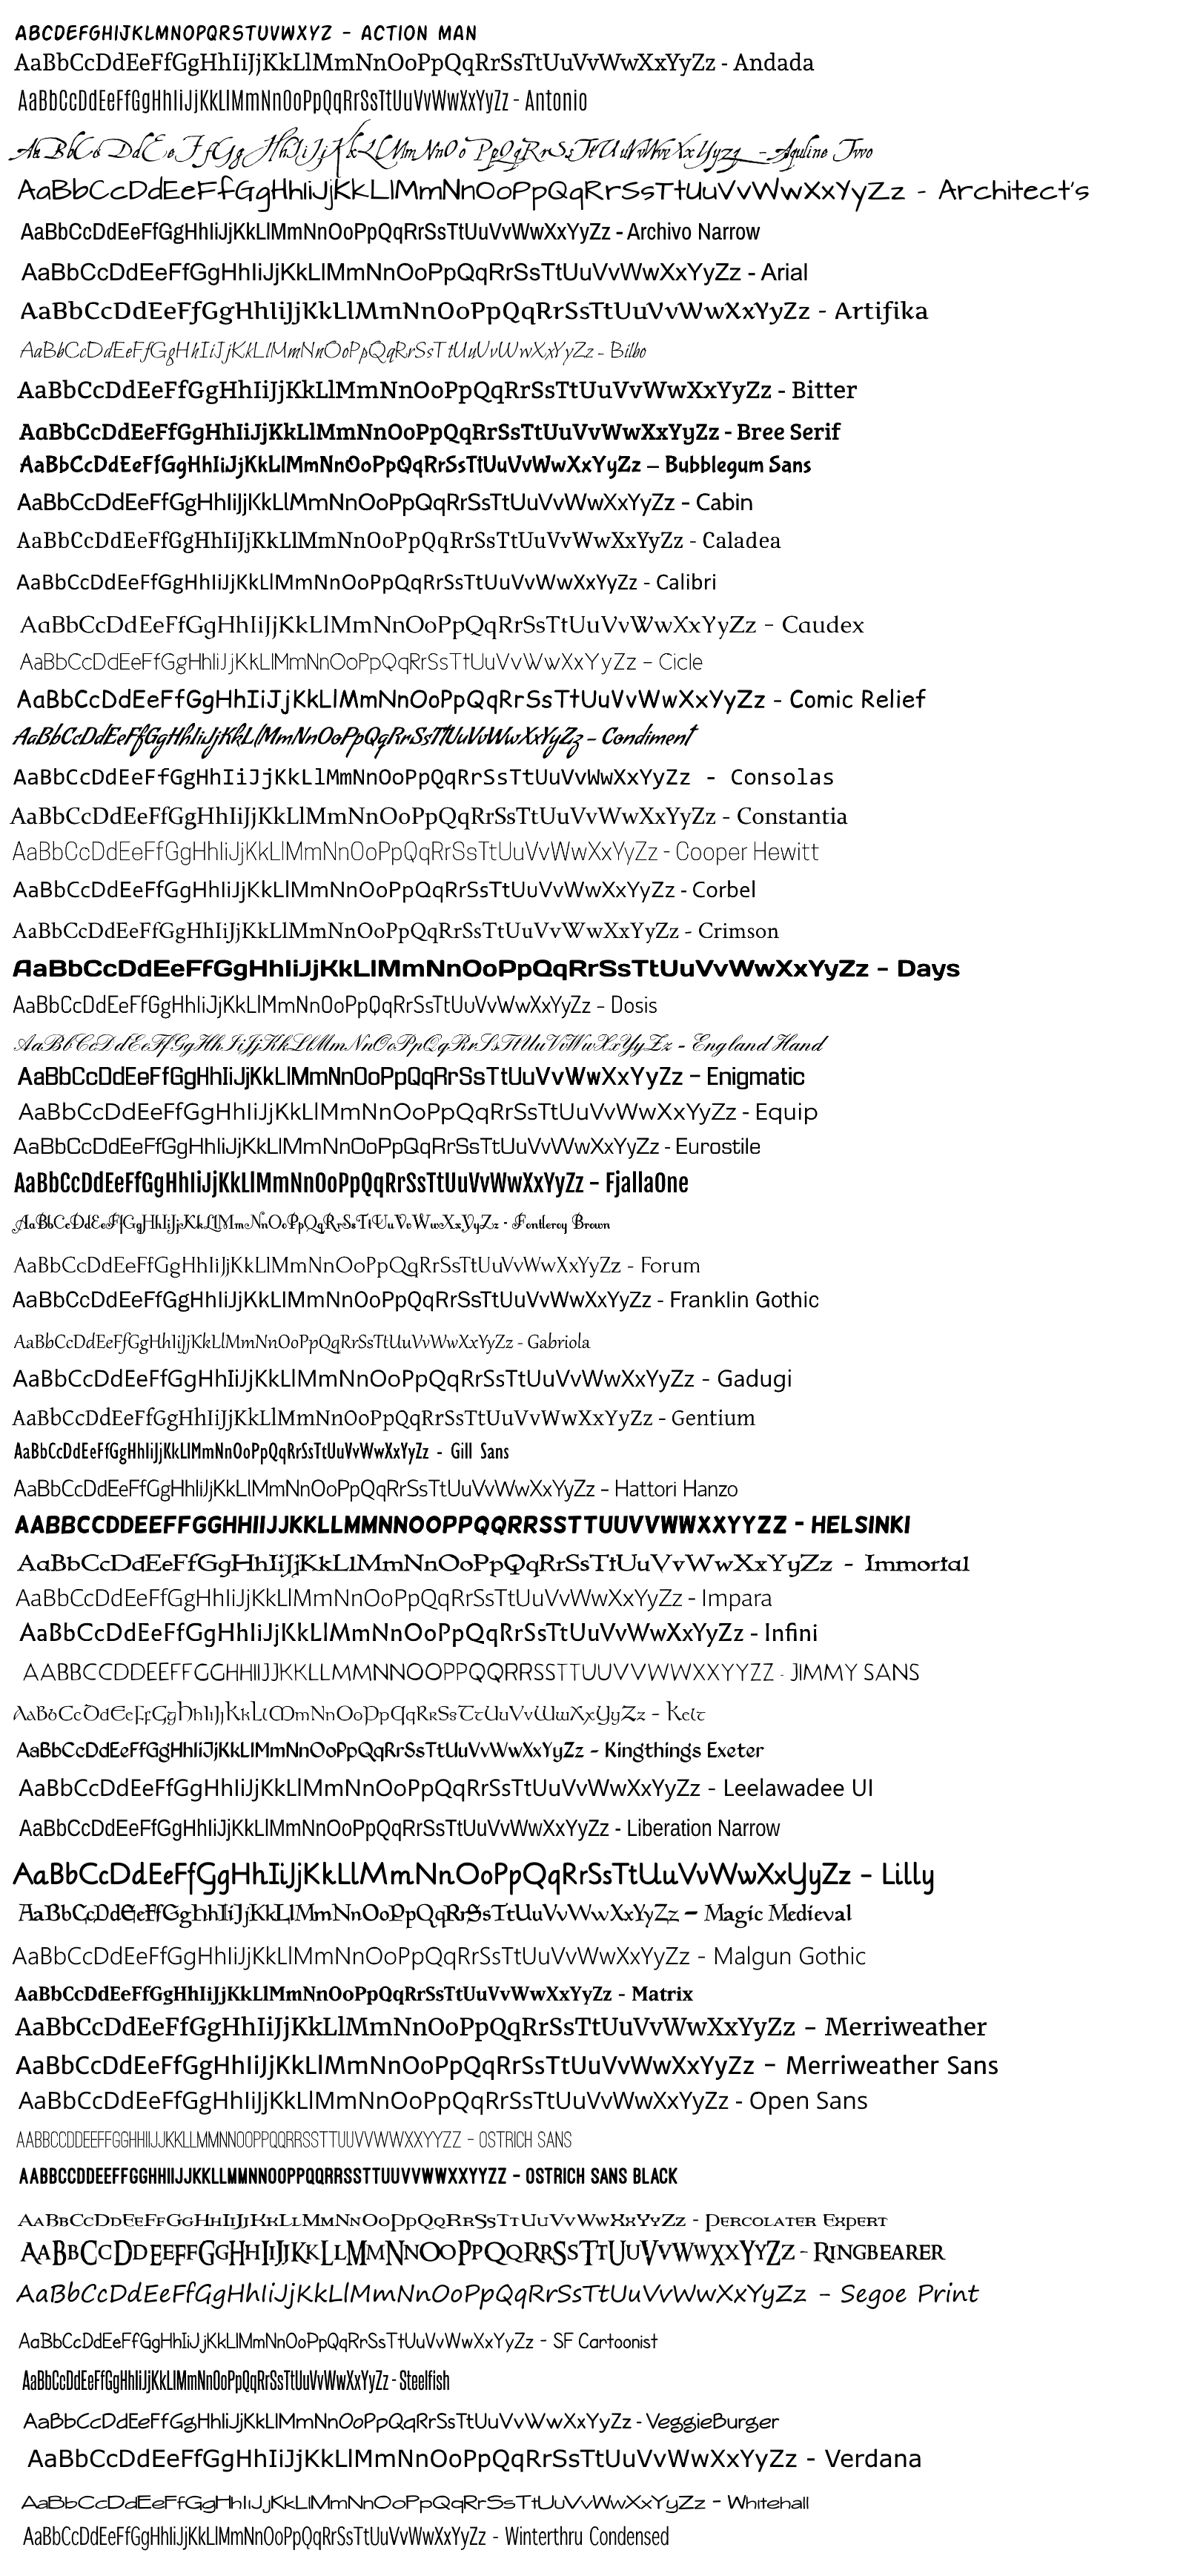 ABCDEFGHIJKLMNOPQRSTUVWXYZ - ACTION MAN
AaBbCcDdEeFfGgHhIiJjKkLlMmNnOoPpQqRrSsTtUuVvWwXxYyZz - Andada
AaBbCcDdEeFfGgHhIiJjKkLlMmNnOoPpQqRrSsTtUuVvWwXxYyZz - Antonio
AaBbCcDdEeFfGgHhIiJjKkLlMmNnOoPpQqRrSsTtUuVvWwXxYyZz - Aquline Two
AaBbCcDdEeFfGgHhIiJjKkLlMmNnOoPpQqRrSsTtUuVvWwXxYyZz - Architect's
AaBbCcDdEeFfGgHhIiJjKkLlMmNnOoPpQqRrSsTtUuVvWwXxYyZz - Archivo Narrow
AaBbCcDdEeFfGgHhIiJjKkLlMmNnOoPpQqRrSsTtUuVvWwXxYyZz - Arial
AaBbCcDdEeFfGgHhIiJjKkLlMmNnOoPpQqRrSsTtUuVvWwXxYyZz - Artifika
AaBbCcDdEeFfGgHhIiJjKkLlMmNnOoPpQqRrSsTtUuVvWwXxYyZz - Bilbo
AaBbCcDdEeFfGgHhIiJjKkLlMmNnOoPpQqRrSsTtUuVvWwXxYyZz - Bitter
AaBbCcDdEeFfGgHhIiJjKkLlMmNnOoPpQqRrSsTtUuVvWwXxYyZz - Bree Serif
AaBbCcDdEeFfGgHhIiJjKkLlMmNnOoPpQqRrSsTtUuVvWwXxYyZz – Bubblegum Sans
AaBbCcDdEeFfGgHhIiJjKkLlMmNnOoPpQqRrSsTtUuVvWwXxYyZz - Cabin
AaBbCcDdEeFfGgHhIiJjKkLlMmNnOoPpQqRrSsTtUuVvWwXxYyZz - Caladea
AaBbCcDdEeFfGgHhIiJjKkLlMmNnOoPpQqRrSsTtUuVvWwXxYyZz - Calibri
AaBbCcDdEeFfGgHhIiJjKkLlMmNnOoPpQqRrSsTtUuVvWwXxYyZz - Caudex
AaBbCcDdEeFfGgHhIiJjKkLlMmNnOoPpQqRrSsTtUuVvWwXxYyZz – Cicle
AaBbCcDdEeFfGgHhIiJjKkLlMmNnOoPpQqRrSsTtUuVvWwXxYyZz - Comic Relief
AaBbCcDdEeFfGgHhIiJjKkLlMmNnOoPpQqRrSsTtUuVvWwXxYyZz – Condiment
AaBbCcDdEeFfGgHhIiJjKkLlMmNnOoPpQqRrSsTtUuVvWwXxYyZz - Consolas
AaBbCcDdEeFfGgHhIiJjKkLlMmNnOoPpQqRrSsTtUuVvWwXxYyZz - Constantia
AaBbCcDdEeFfGgHhIiJjKkLlMmNnOoPpQqRrSsTtUuVvWwXxYyZz - Cooper Hewitt
AaBbCcDdEeFfGgHhIiJjKkLlMmNnOoPpQqRrSsTtUuVvWwXxYyZz - Corbel
AaBbCcDdEeFfGgHhIiJjKkLlMmNnOoPpQqRrSsTtUuVvWwXxYyZz - Crimson
AaBbCcDdEeFfGgHhIiJjKkLlMmNnOoPpQqRrSsTtUuVvWwXxYyZz - Days
AaBbCcDdEeFfGgHhIiJjKkLlMmNnOoPpQqRrSsTtUuVvWwXxYyZz - Dosis
AaBbCcDdEeFfGgHhIiJjKkLlMmNnOoPpQqRrSsTtUuVvWwXxYyZz - England Hand
AaBbCcDdEeFfGgHhIiJjKkLlMmNnOoPpQqRrSsTtUuVvWwXxYyZz – Enigmatic
AaBbCcDdEeFfGgHhIiJjKkLlMmNnOoPpQqRrSsTtUuVvWwXxYyZz - Equip
AaBbCcDdEeFfGgHhIiJjKkLlMmNnOoPpQqRrSsTtUuVvWwXxYyZz - Eurostile
AaBbCcDdEeFfGgHhIiJjKkLlMmNnOoPpQqRrSsTtUuVvWwXxYyZz – FjallaOne
AaBbCcDdEeFfGgHhIiJjKkLlMmNnOoPpQqRrSsTtUuVvWwXxYyZz - Fontleroy Brown
AaBbCcDdEeFfGgHhIiJjKkLlMmNnOoPpQqRrSsTtUuVvWwXxYyZz - Forum
AaBbCcDdEeFfGgHhIiJjKkLlMmNnOoPpQqRrSsTtUuVvWwXxYyZz - Franklin Gothic
AaBbCcDdEeFfGgHhIiJjKkLlMmNnOoPpQqRrSsTtUuVvWwXxYyZz - Gabriola
AaBbCcDdEeFfGgHhIiJjKkLlMmNnOoPpQqRrSsTtUuVvWwXxYyZz - Gadugi
AaBbCcDdEeFfGgHhIiJjKkLlMmNnOoPpQqRrSsTtUuVvWwXxYyZz - Gentium
AaBbCcDdEeFfGgHhIiJjKkLlMmNnOoPpQqRrSsTtUuVvWwXxYyZz - Gill Sans
AaBbCcDdEeFfGgHhIiJjKkLlMmNnOoPpQqRrSsTtUuVvWwXxYyZz – Hattori Hanzo
AABBCCDDEEFFGGHHIIJJKKLLMMNNOOPPQQRRSSTTUUVVWWXXYYZZ - HELSINKI
AaBbCcDdEeFfGgHhIiJjKkLlMmNnOoPpQqRrSsTtUuVvWwXxYyZz - Immortal
AaBbCcDdEeFfGgHhIiJjKkLlMmNnOoPpQqRrSsTtUuVvWwXxYyZz - Impara
AaBbCcDdEeFfGgHhIiJjKkLlMmNnOoPpQqRrSsTtUuVvWwXxYyZz - Infini
AABBCCDDEEFFGGHHIIJJKKLLMMNNOOPPQQRRSSTTUUVVWWXXYYZZ - JIMMY SANS
AaBbCcDdEeFfGgHhIiJjKkLlMmNnOoPpQqRrSsTtUuVvWwXxYyZz - Kelt
AaBbCcDdEeFfGgHhIiJjKkLlMmNnOoPpQqRrSsTtUuVvWwXxYyZz - Kingthings Exeter
AaBbCcDdEeFfGgHhIiJjKkLlMmNnOoPpQqRrSsTtUuVvWwXxYyZz - Leelawadee UI
AaBbCcDdEeFfGgHhIiJjKkLlMmNnOoPpQqRrSsTtUuVvWwXxYyZz - Liberation Narrow
AaBbCcDdEeFfGgHhIiJjKkLlMmNnOoPpQqRrSsTtUuVvWwXxYyZz – Lilly
AaBbCcDdEeFfGgHhIiJjKkLlMmNnOoPpQqRrSsTtUuVvWwXxYyZz – Magic Medieval
AaBbCcDdEeFfGgHhIiJjKkLlMmNnOoPpQqRrSsTtUuVvWwXxYyZz - Malgun Gothic
AaBbCcDdEeFfGgHhIiJjKkLlMmNnOoPpQqRrSsTtUuVvWwXxYyZz - Matrix
AaBbCcDdEeFfGgHhIiJjKkLlMmNnOoPpQqRrSsTtUuVvWwXxYyZz – Merriweather
AaBbCcDdEeFfGgHhIiJjKkLlMmNnOoPpQqRrSsTtUuVvWwXxYyZz – Merriweather Sans
AaBbCcDdEeFfGgHhIiJjKkLlMmNnOoPpQqRrSsTtUuVvWwXxYyZz - Open Sans
AABBCCDDEEFFGGHHIIJJKKLLMMNNOOPPQQRRSSTTUUVVWWXXYYZZ - OSTRICH SANS
AABBCCDDEEFFGGHHIIJJKKLLMMNNOOPPQQRRSSTTUUVVWWXXYYZZ - OSTRICH SANS BLACK
AaBbCcDdEeFfGgHhIiJjKkLlMmNnOoPpQqRrSsTtUuVvWwXxYyZz - Percolater Expert
AaBbCcDdEeFfGgHhIiJjKkLlMmNnOoPpQqRrSsTtUuVvWwXxYyZz - Ringbearer
AaBbCcDdEeFfGgHhIiJjKkLlMmNnOoPpQqRrSsTtUuVvWwXxYyZz - Segoe Print
AaBbCcDdEeFfGgHhIiJjKkLlMmNnOoPpQqRrSsTtUuVvWwXxYyZz - SF Cartoonist
AaBbCcDdEeFfGgHhIiJjKkLlMmNnOoPpQqRrSsTtUuVvWwXxYyZz - Steelfish
AaBbCcDdEeFfGgHhIiJjKkLlMmNnOoPpQqRrSsTtUuVvWwXxYyZz - VeggieBurger
AaBbCcDdEeFfGgHhIiJjKkLlMmNnOoPpQqRrSsTtUuVvWwXxYyZz - Verdana
AaBbCcDdEeFfGgHhIiJjKkLlMmNnOoPpQqRrSsTtUuVvWwXxYyZz - Whitehall
AaBbCcDdEeFfGgHhIiJjKkLlMmNnOoPpQqRrSsTtUuVvWwXxYyZz - Winterthru Condensed